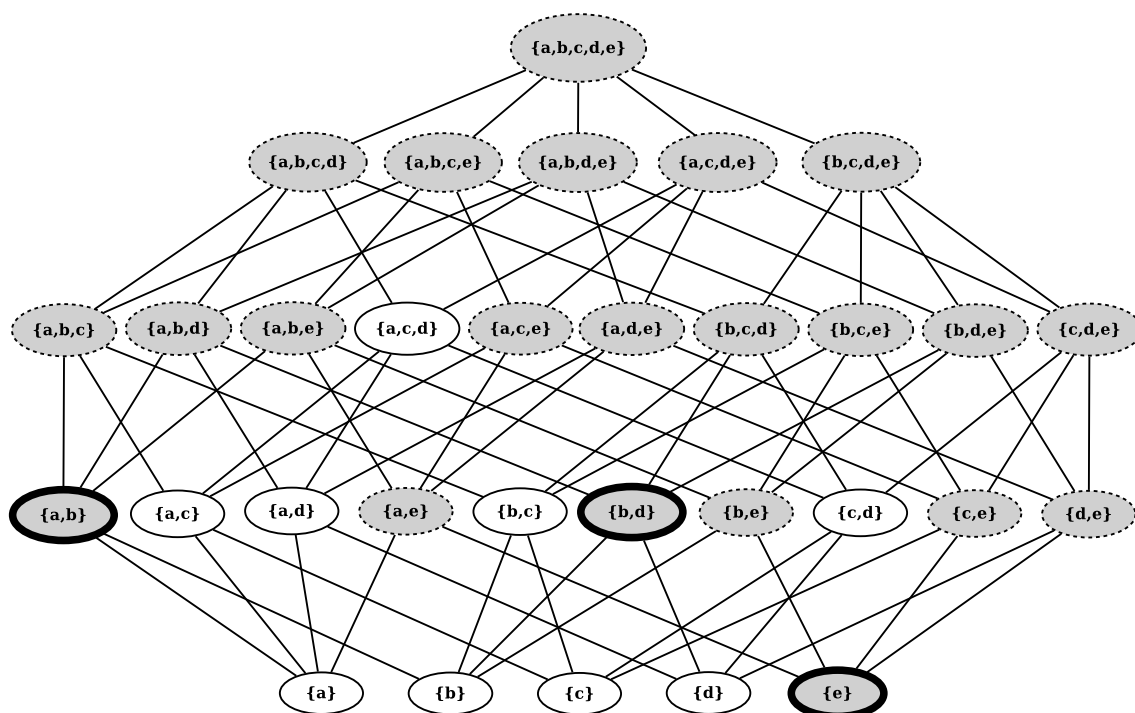 {a,b,c,d,e}
{a,b,c,d} {a,b,c,e} {a,b,d,e} {a,c,d,e} {b,c,d,e}
{a,b,c} {a,b,d} {a,b,e} {a,c,d} {a,c,e} {a,d,e} {b,c,d} {b,c,e} {b,d,e} {c,d,e}
{a,b} {a,c} {a,d} {a,e} {b,c} {b,d} {b,e} {c,d} {c,e} {d,e}
{a} {b} {c} {d} {e}